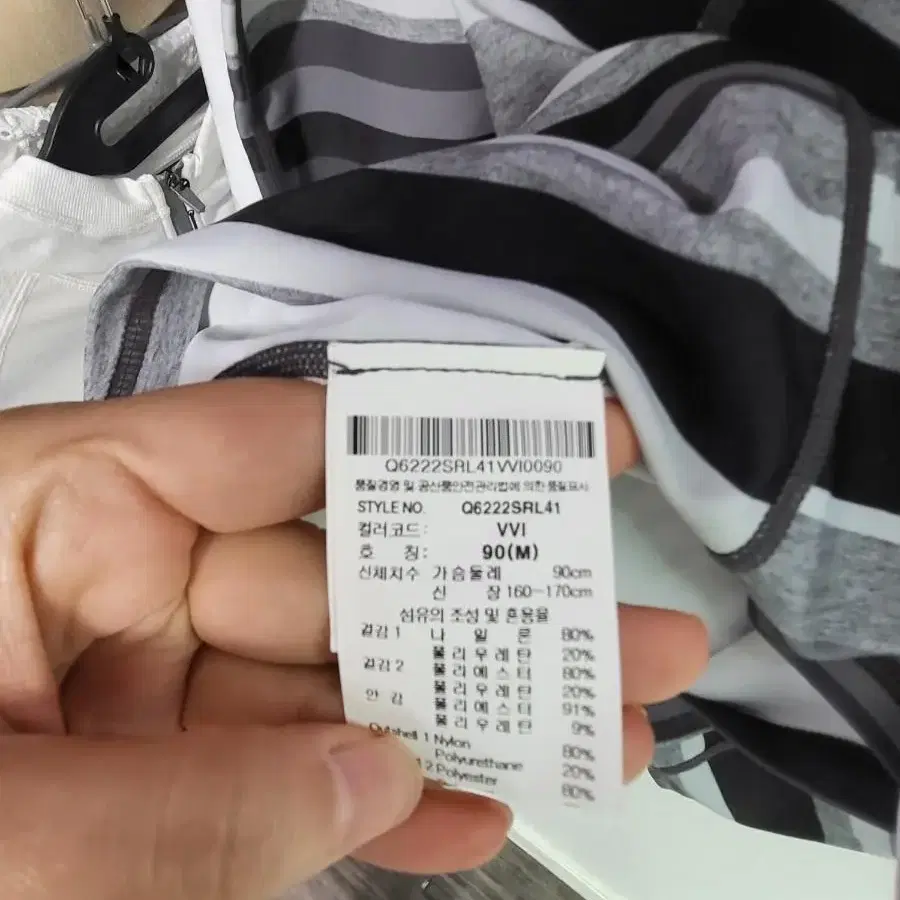 Q6222SRL41VVI0090
품질경영 및 공산품안전관리법에 의한 품질표시
STYLE NO. Q6222SRL41
컬러코드: VVI
호 칭: 90(M)
신체치수 가슴둘레 90cm
신 장 160-170cm
섬유의 조성 및 혼용율
겉감 1 나 일 론 80%
폴 리 우 레 탄 20%
겉감 2 폴 리 에 스 터 80%
폴 리 우 레 탄 20%
안 감 폴 리 에 스 터 91%
폴 리 우 레 탄 9%
Outshell 1 Nylon 80%
Polyurethane 20%
2 Polyester 80%